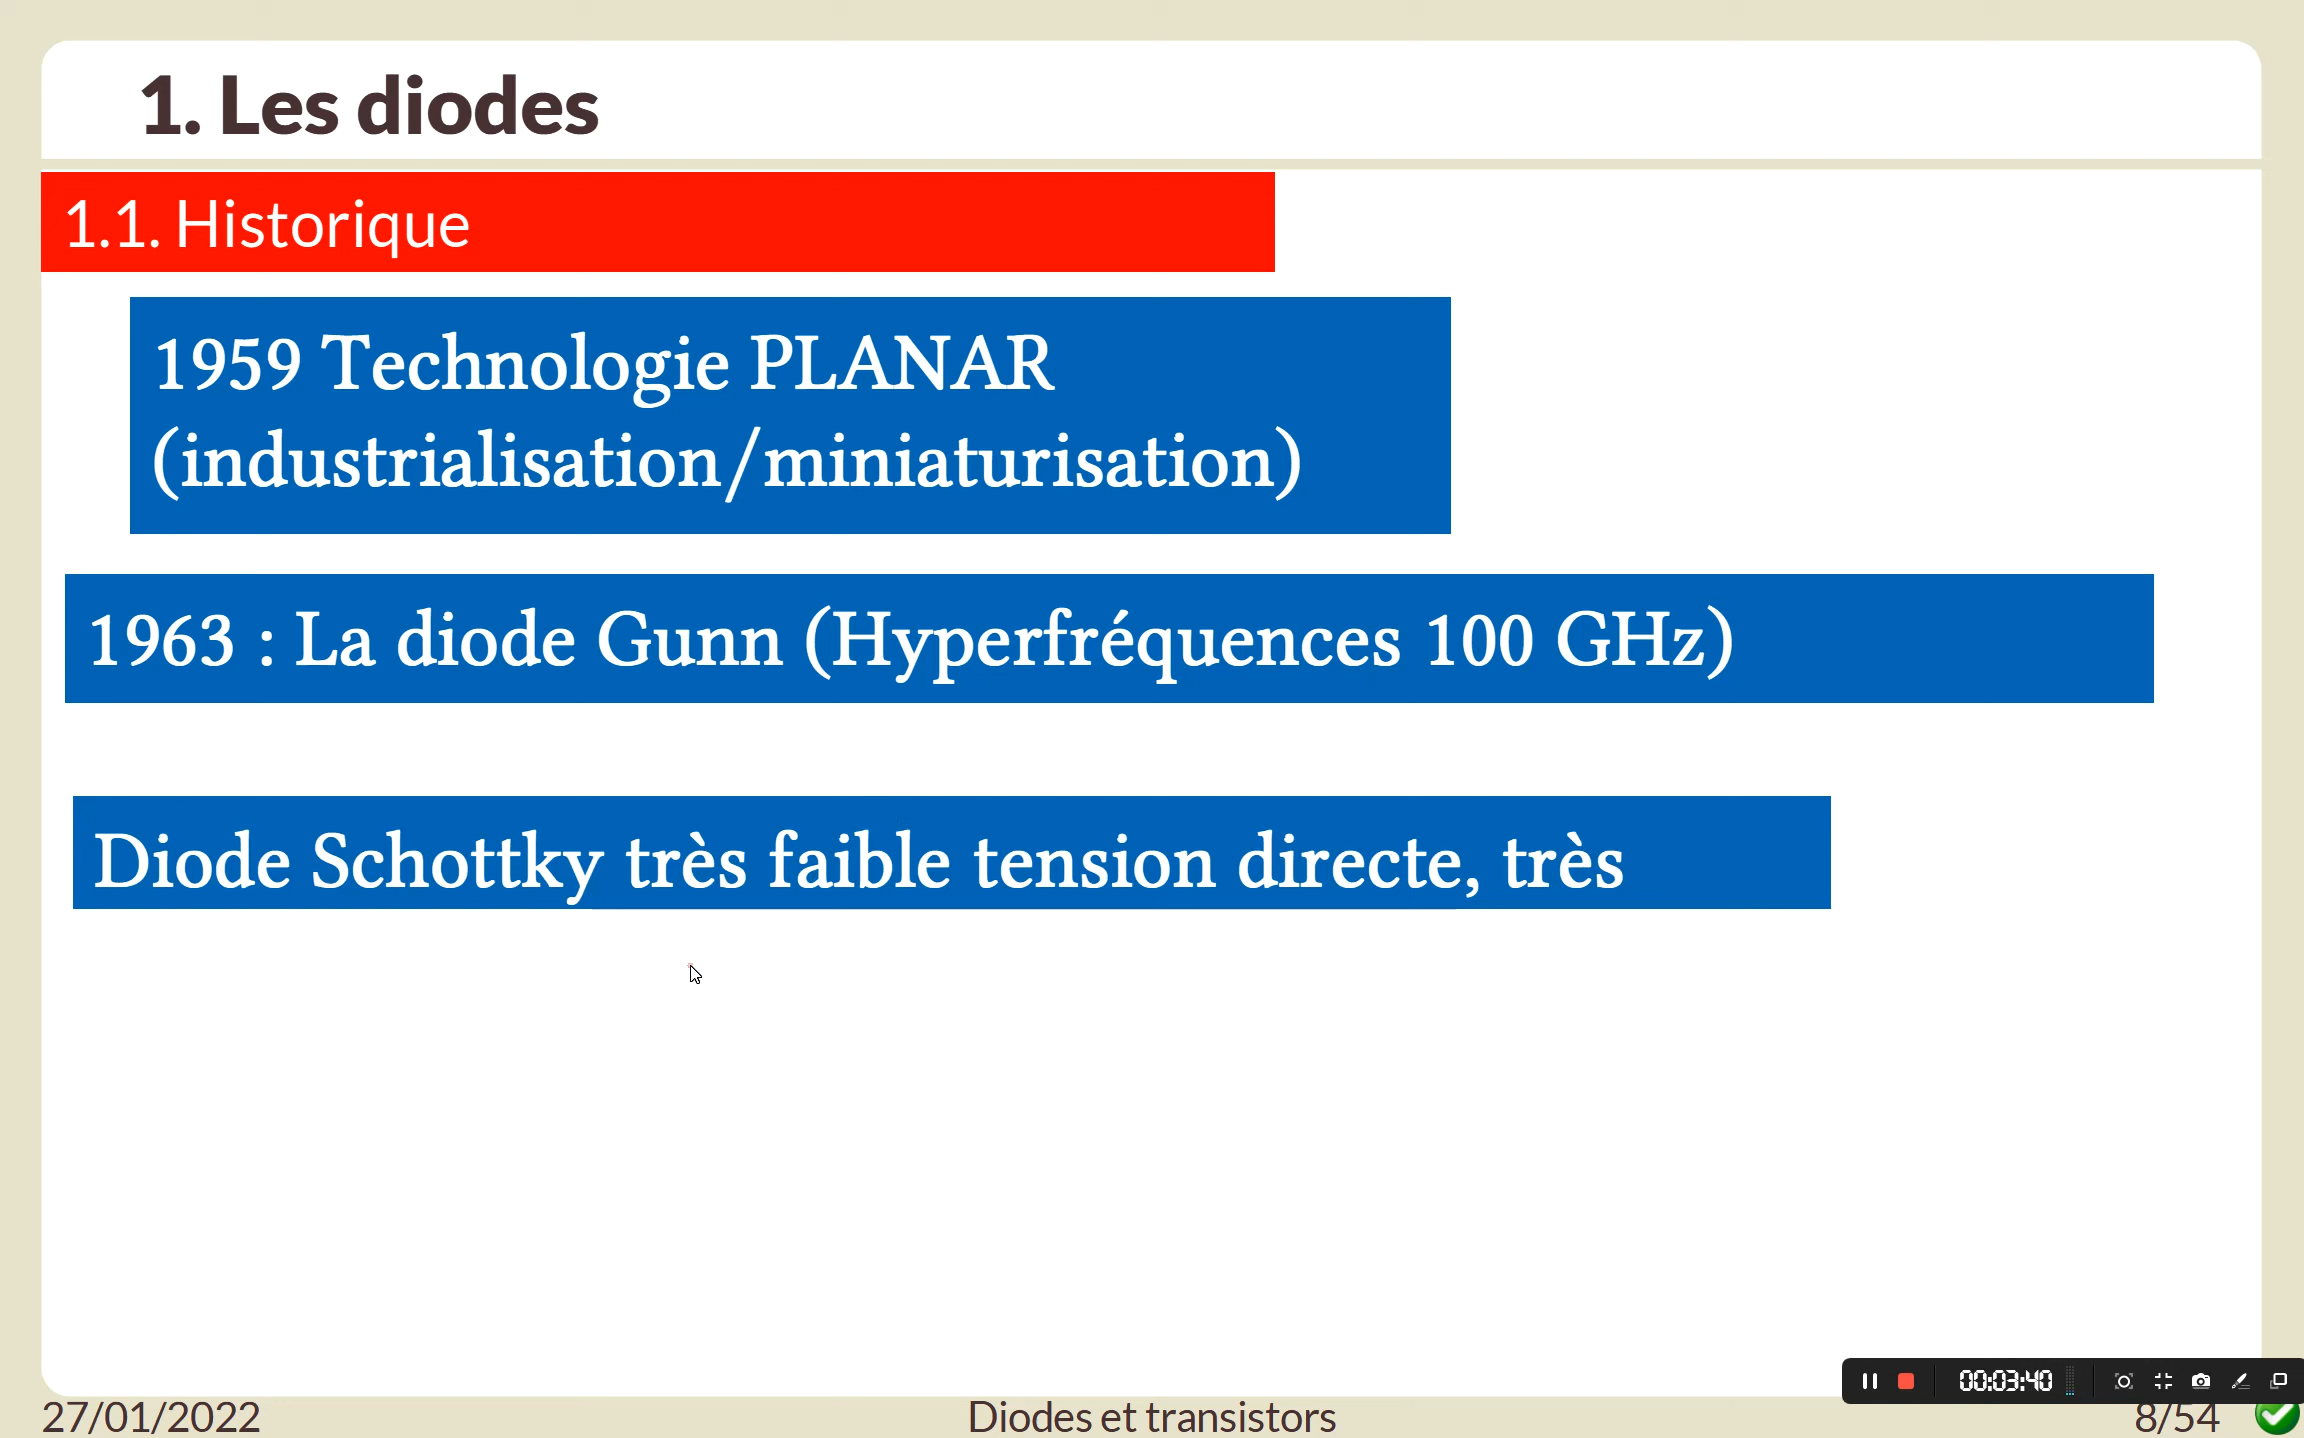 1. Les diodes
1.1. Historique
1959 Technologie PLANAR
(industrialisation/miniaturisation)
1963 : La diode Gunn (Hyperfréquences 100 GHz)
Diode Schottky très faible tension directe, très
00:03:40
27/01/2022
Diodes et transistors
8/54